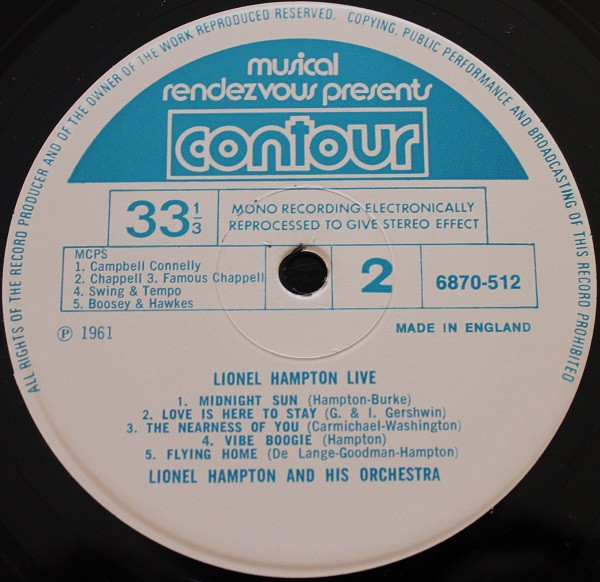 ALL RIGHTS OF THE RECORD PRODUCER AND OF THE OWNER OF THE WORK REPRODUCED RESERVED. COPYING, PUBLIC PERFORMANCE AND BROADCASTING OF THIS RECORD PROHIBITED
musical
rendezvous presents
contour
33 1/3
MONO RECORDING ELECTRONICALLY
REPROCESSED TO GIVE STEREO EFFECT
MCPS
1. Campbell Connelly
2. Chappell 3. Famous Chappell
4. Swing & Tempo
5. Boosey & Hawkes
2
6870-512
℗ 1961
MADE IN ENGLAND
LIONEL HAMPTON LIVE
1. MIDNIGHT SUN (Hampton-Burke)
2. LOVE IS HERE TO STAY (G. & I. Gershwin)
3. THE NEARNESS OF YOU (Carmichael-Washington)
4. VIBE BOOGIE (Hampton)
5. FLYING HOME (De Lange-Goodman-Hampton)
LIONEL HAMPTON AND HIS ORCHESTRA